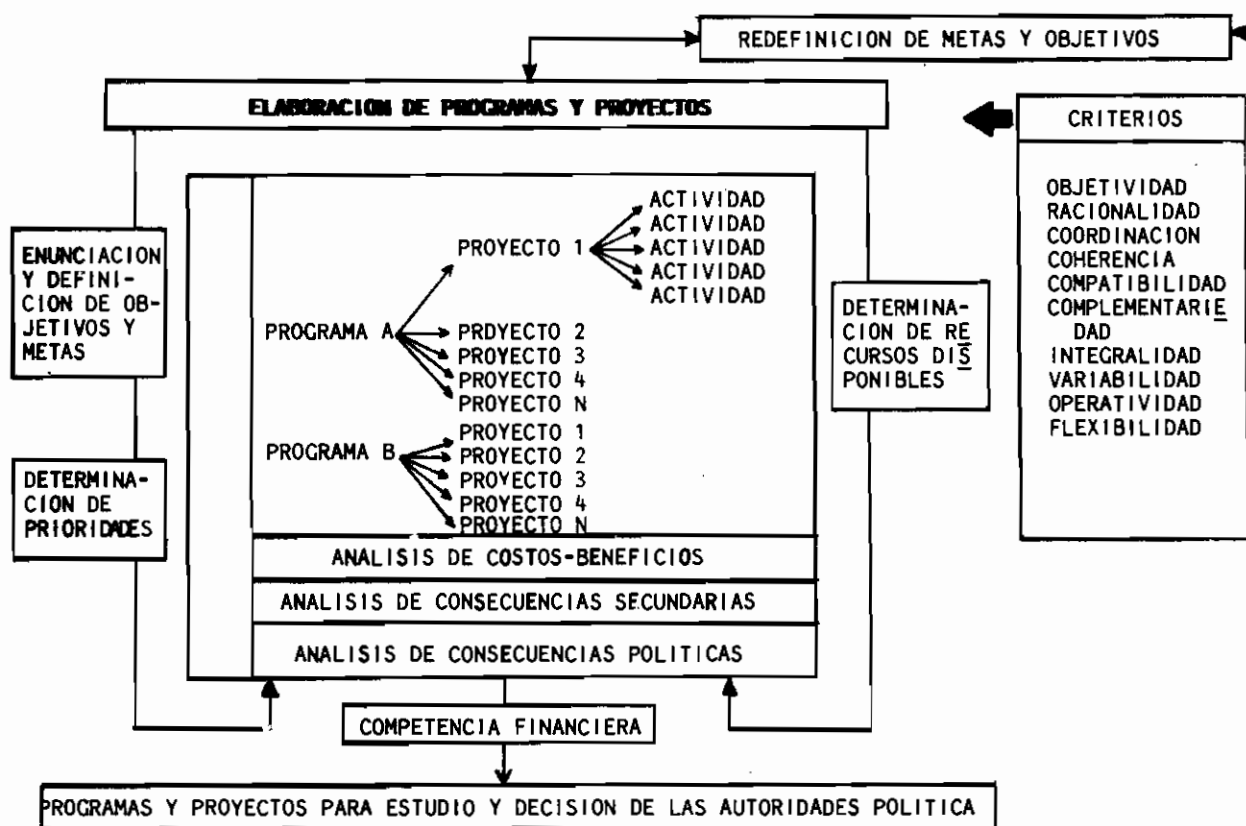 REDEFINICION DE METAS Y OBJETIVOS
ELABORACION DE PROGRAMAS Y PROYECTOS
CRITERIOS
OBJETIVIDAD
RACIONALIDAD
COORDINACION
COHERENCIA
COMPATIBILIDAD
COMPLEMENTARIE
DAD
INTEGRALIDAD
VARIABILIDAD
OPERATIVIDAD
FLEXIBILIDAD
ENUNCIACION
Y DEFINI-
CION DE OB-
JETIVOS Y
METAS
DETERMINA-
CION DE
PRIORIDADES
PROGRAMA A
PROYECTO 1
ACTIVIDAD
ACTIVIDAD
ACTIVIDAD
ACTIVIDAD
ACTIVIDAD
PRDYECTO 2
PROYECTO 3
PROYECTO 4
PROYECTO N
PROGRAMA B
PROYECTO 1
PROYECTO 2
PROYECTO 3
PROYECTO 4
PROYECTO N
DETERMINA-
CION DE RE
CURSOS DIS
PONIBLES
ANALISIS DE COSTOS-BENEFICIOS
ANALISIS DE CONSECUENCIAS SECUNDARIAS
ANALISIS DE CONSECUENCIAS POLITICAS
COMPETENCIA FINANCIERA
PROGRAMAS Y PROYECTOS PARA ESTUDIO Y DECISION DE LAS AUTORIDADES POLITICA